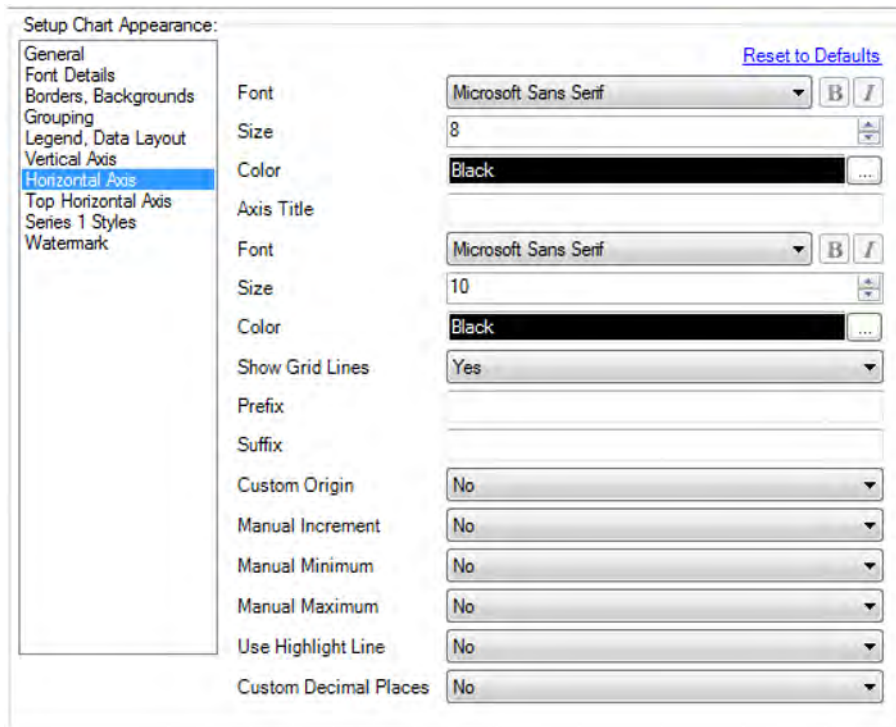 Setup Chart Appearance:
General
Font Details
Borders, Backgrounds
Grouping
Legend, Data Layout
Vertical Axis
Horizontal Axis
Top Horizontal Axis
Series 1 Styles
Watermark
Reset to Defaults
Font Microsoft Sans Serif B I
Size 8
Color Black ...
Axis Title
Font Microsoft Sans Serif B I
Size 10
Color Black ...
Show Grid Lines Yes
Prefix
Suffix
Custom Origin No
Manual Increment No
Manual Minimum No
Manual Maximum No
Use Highlight Line No
Custom Decimal Places No